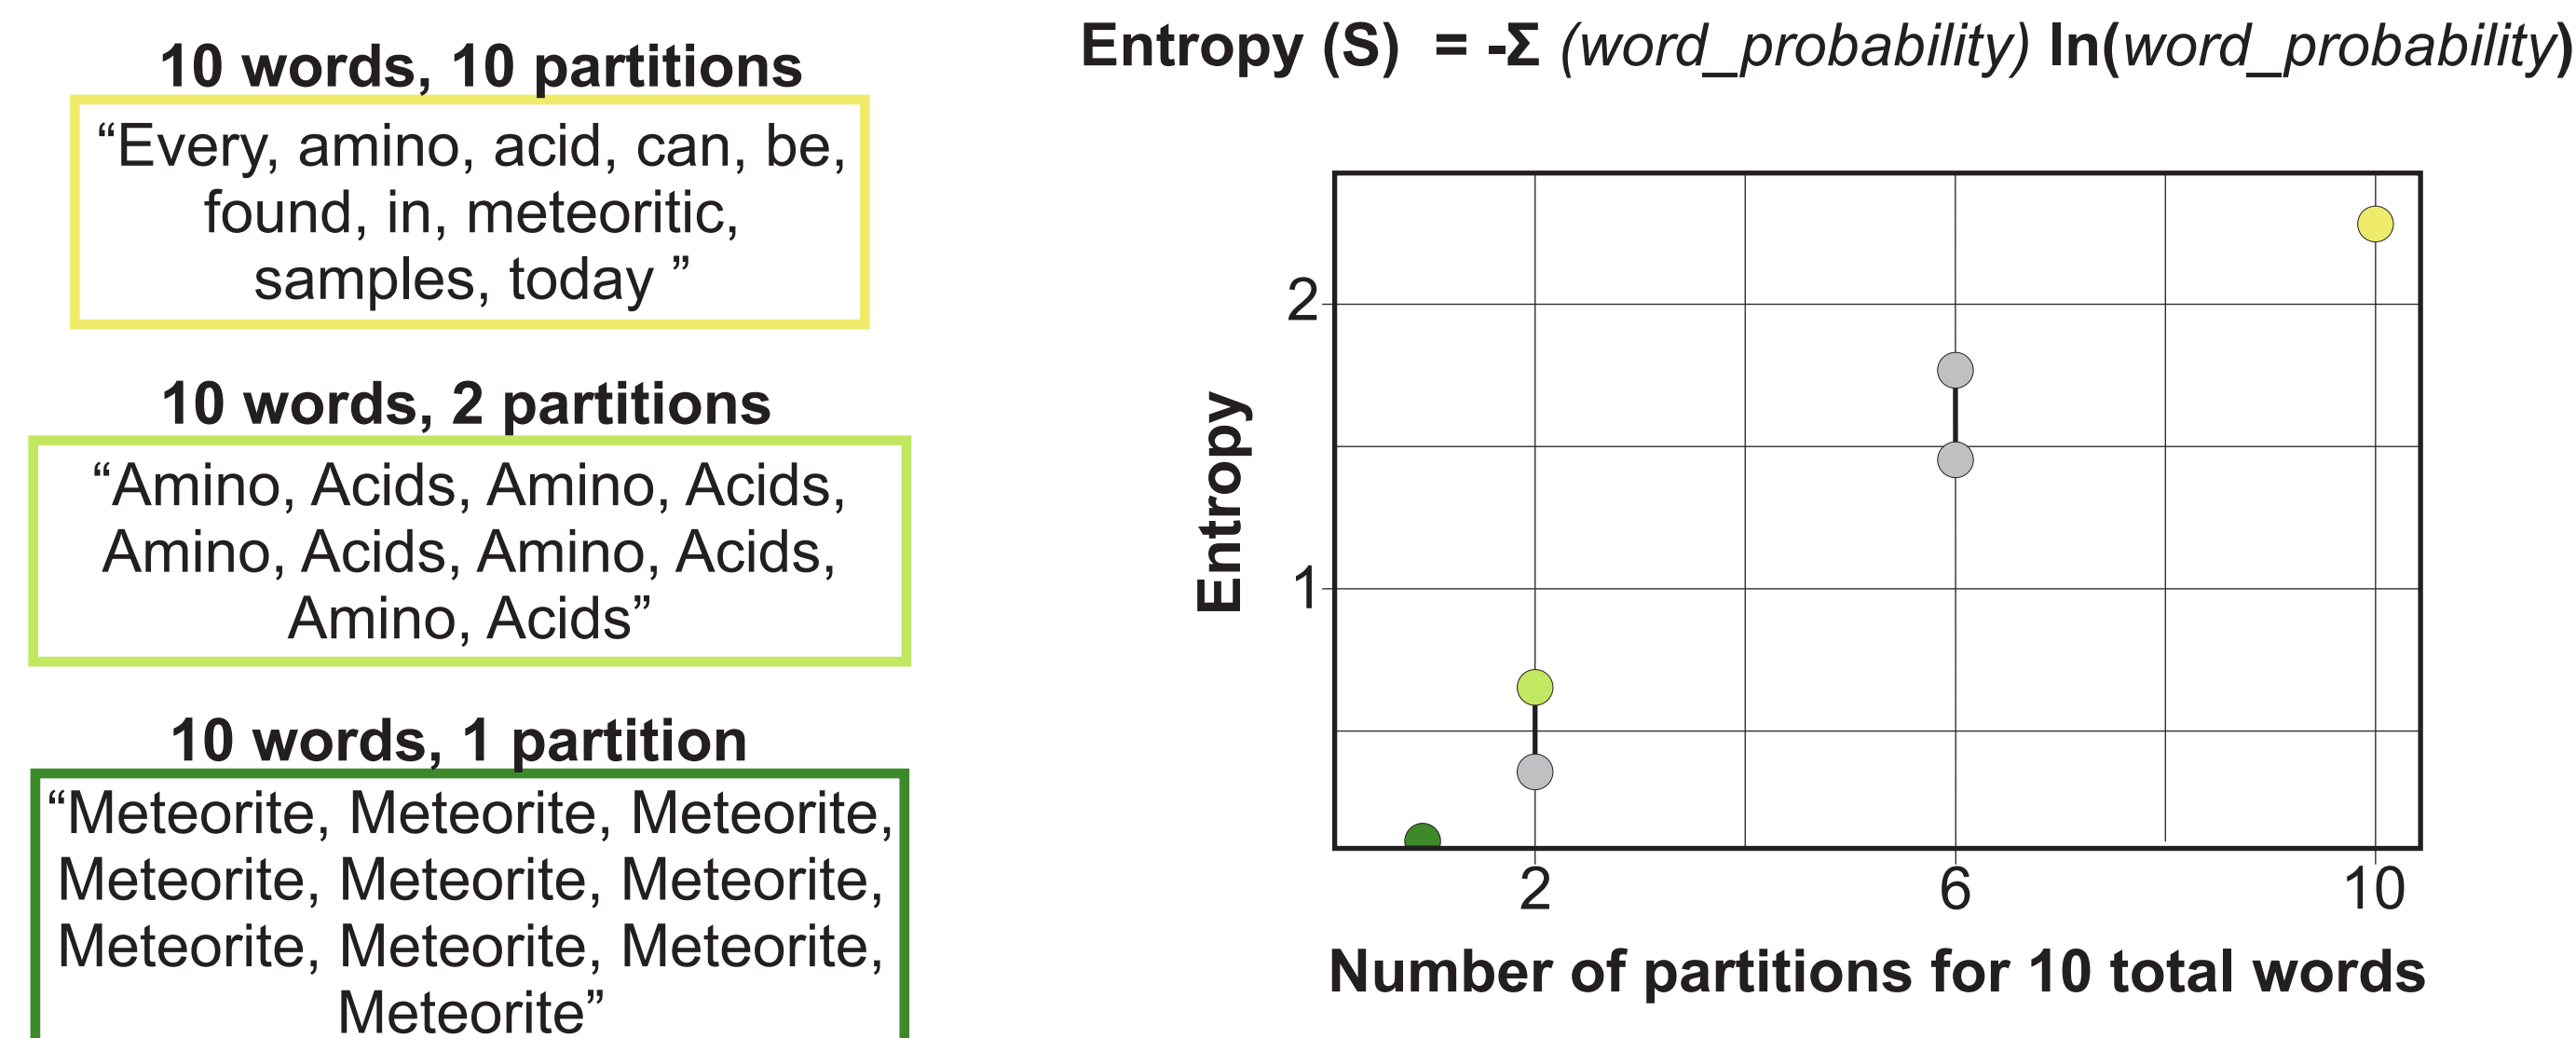 10 words, 10 partitions
“Every, amino, acid, can, be,
found, in, meteoritic,
samples, today ”
10 words, 2 partitions
“Amino, Acids, Amino, Acids,
Amino, Acids, Amino, Acids,
Amino, Acids”
10 words, 1 partition
“Meteorite, Meteorite, Meteorite,
Meteorite, Meteorite, Meteorite,
Meteorite, Meteorite, Meteorite,
Meteorite”
Entropy (S) = -Σ (word_probability) ln(word_probability)
Entropy
2
1
2 6 10
Number of partitions for 10 total words